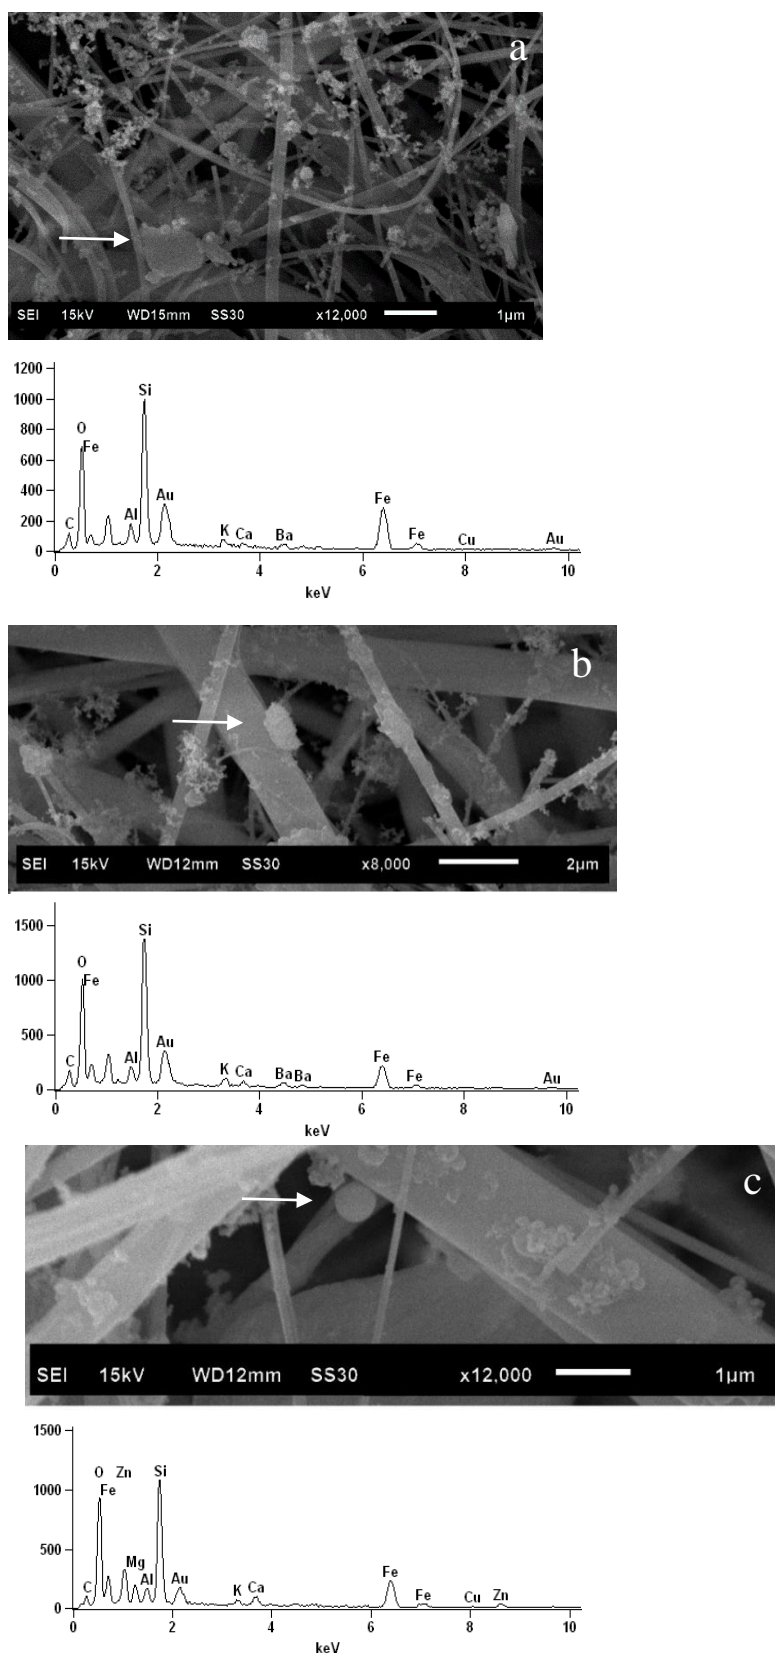 a
SEI 15kV WD15mm SS30 x12,000 1µm
1200
1000
800
600
400
200
0
Si
O
Fe
C
Al
Au
K
Ca
Ba
Fe
Fe
Cu
Au
0 2 4 6 8 10
keV
b
SEI 15kV WD12mm SS30 x8,000 2µm
1500
1000
500
0
Si
O
Fe
C
Al
Au
K
Ca
Ba
Ba
Fe
Fe
Au
0 2 4 6 8 10
keV
c
SEI 15kV WD12mm SS30 x12,000 1µm
1500
1000
500
0
O
Zn
Si
Fe
C
Mg
Al
Au
K
Ca
Fe
Fe
Cu
Zn
0 2 4 6 8 10
keV